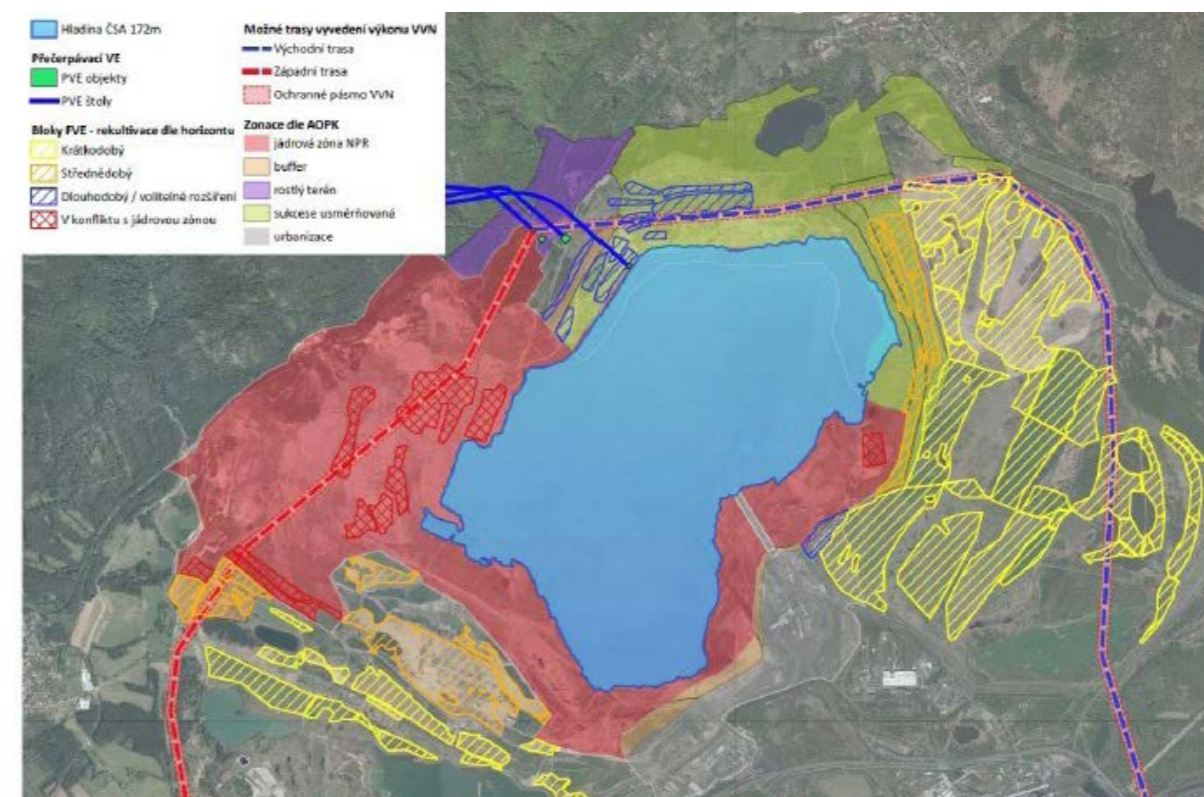 Hladina ČSA 172m
Přečerpávací VE
PVE objekty
PVE štoly
Bloky FVE - rekultivace dle horizontu
Krátkodobý
Střednědobý
Dlouhodobý / volitelné rozšíření
V konfliktu s jádrovou zónou
Možné trasy vyvedení výkonu VVN
Východní trasa
Západní trasa
Ochranné pásmo VVN
Zonace dle AOPK
jádrová zóna NPR
buffer
rostlý terén
sukcese usměrňovaná
urbanizace